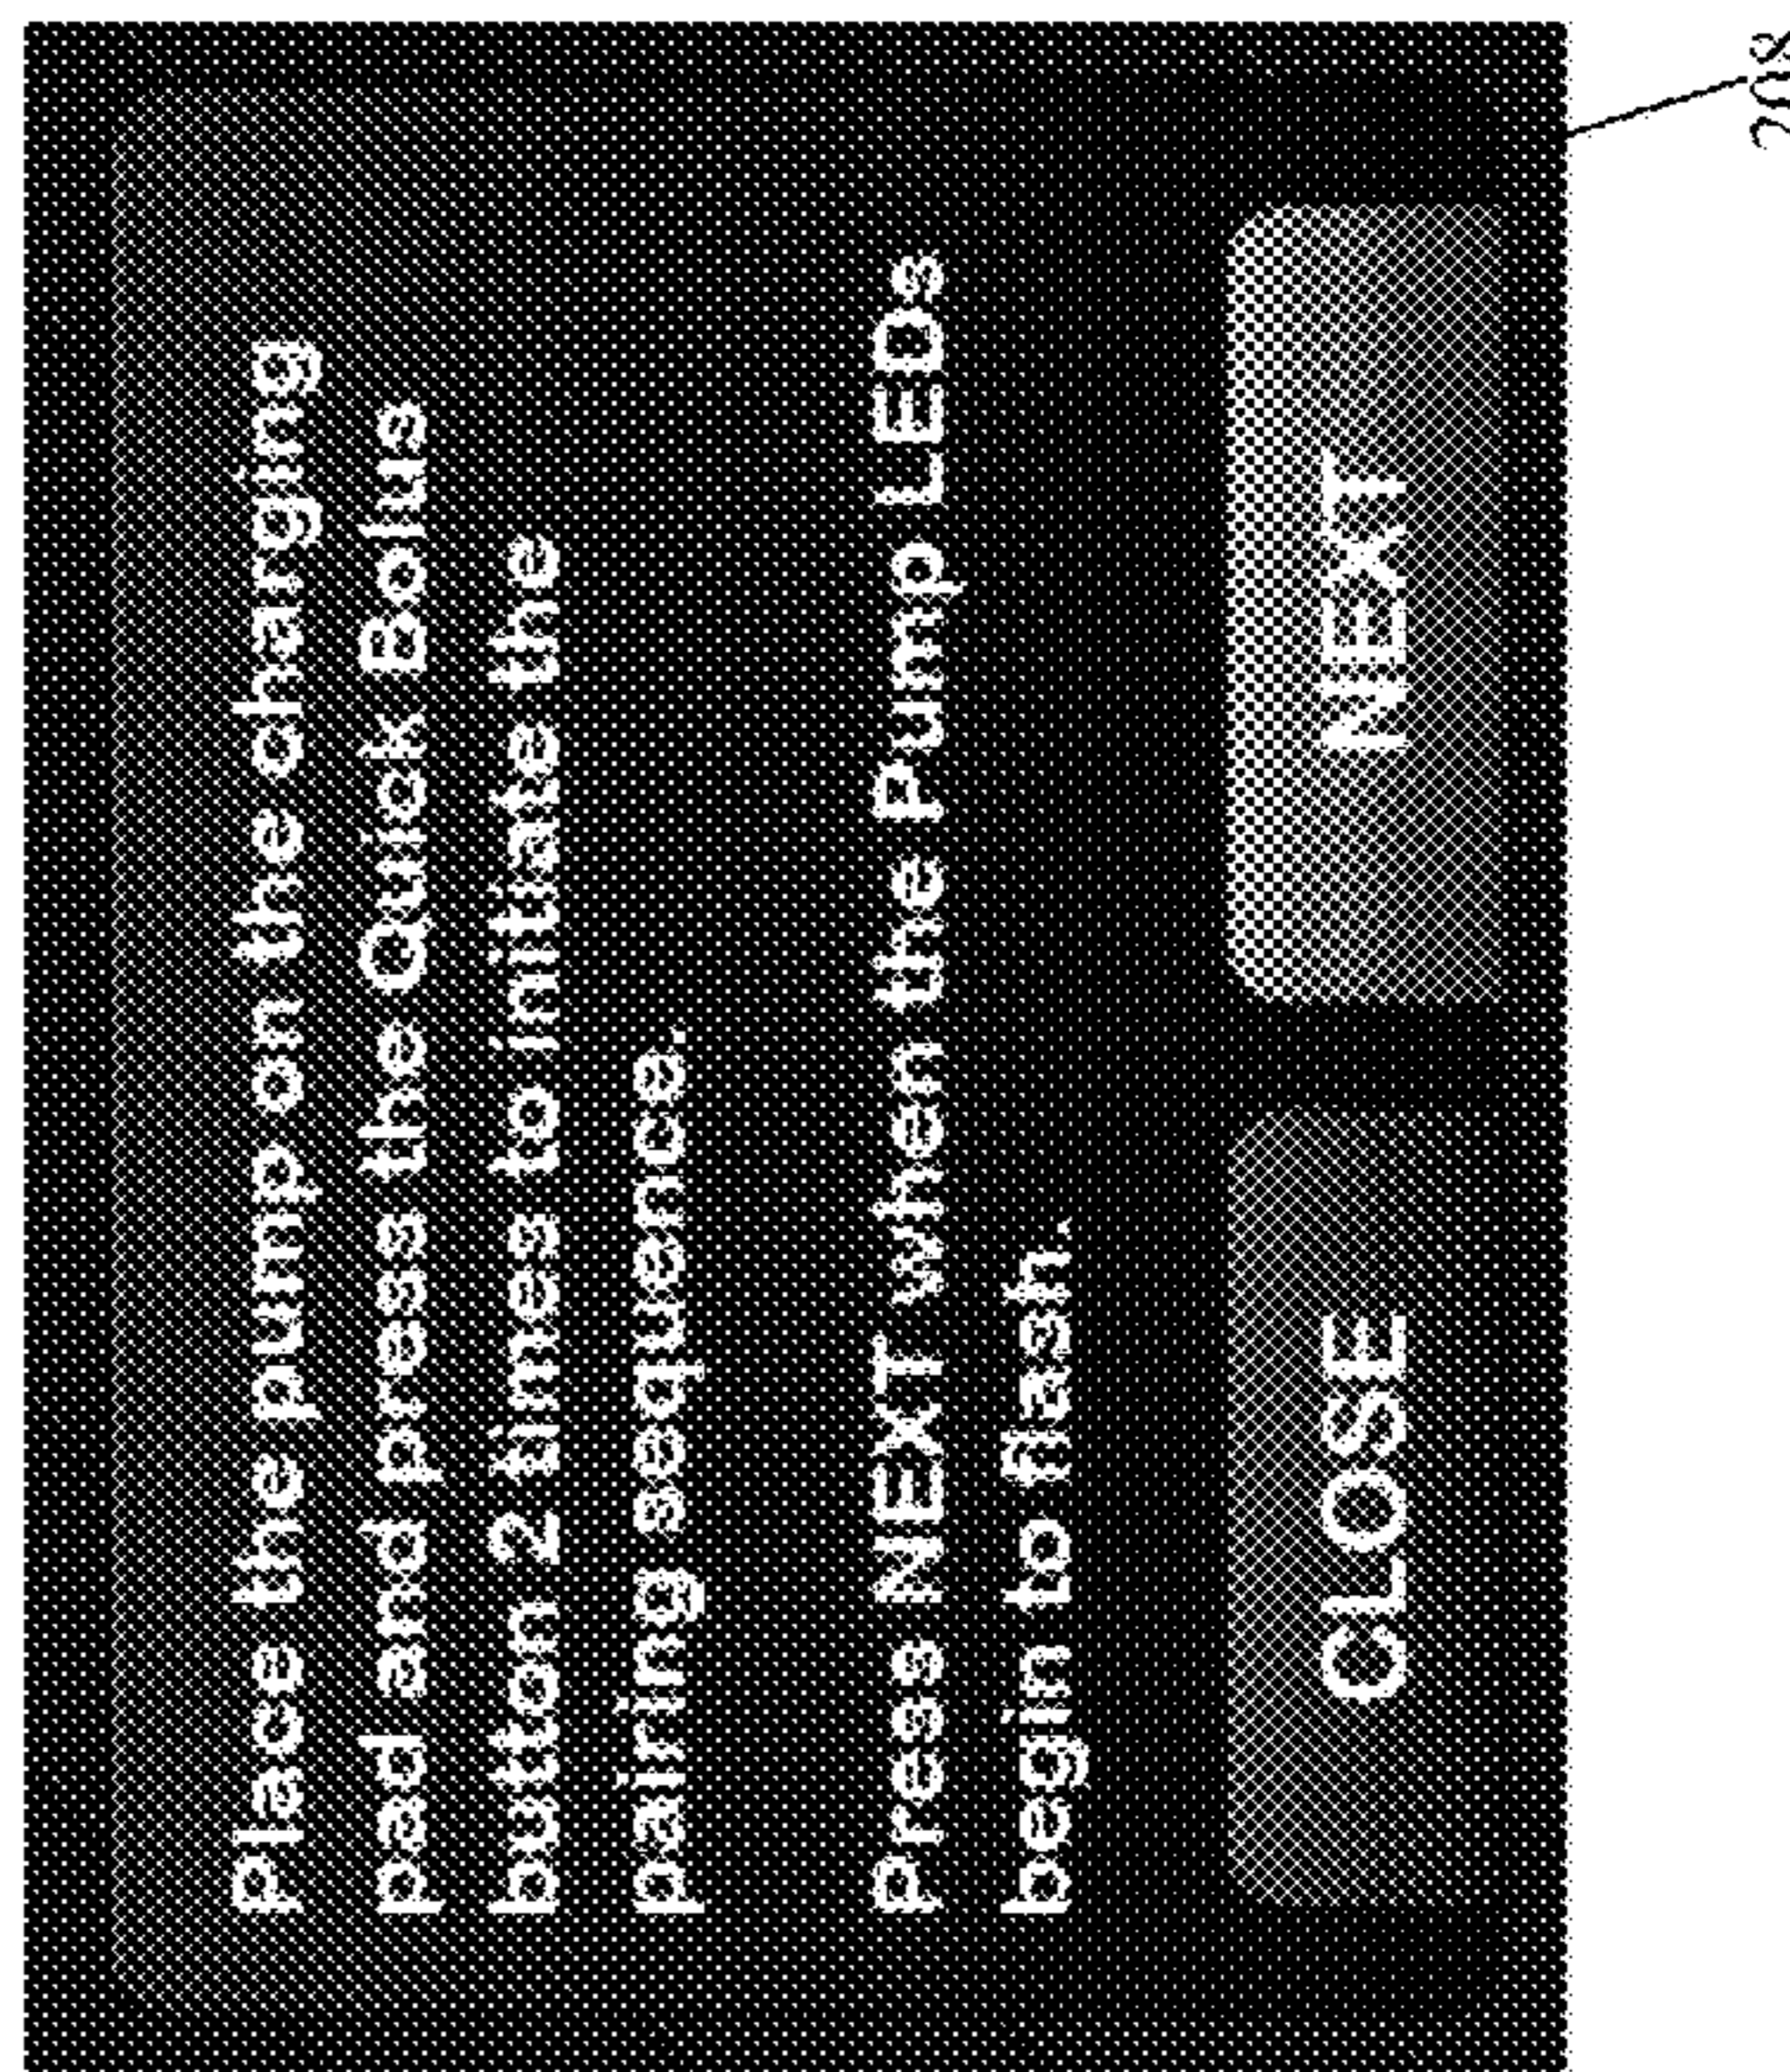 Place the pump on the charging
pad and press the Quick Bolus
button 2 times to initiate the
pairing sequence.
Press NEXT when the Pump LEDs
begin to flash.
CLOSE NEXT